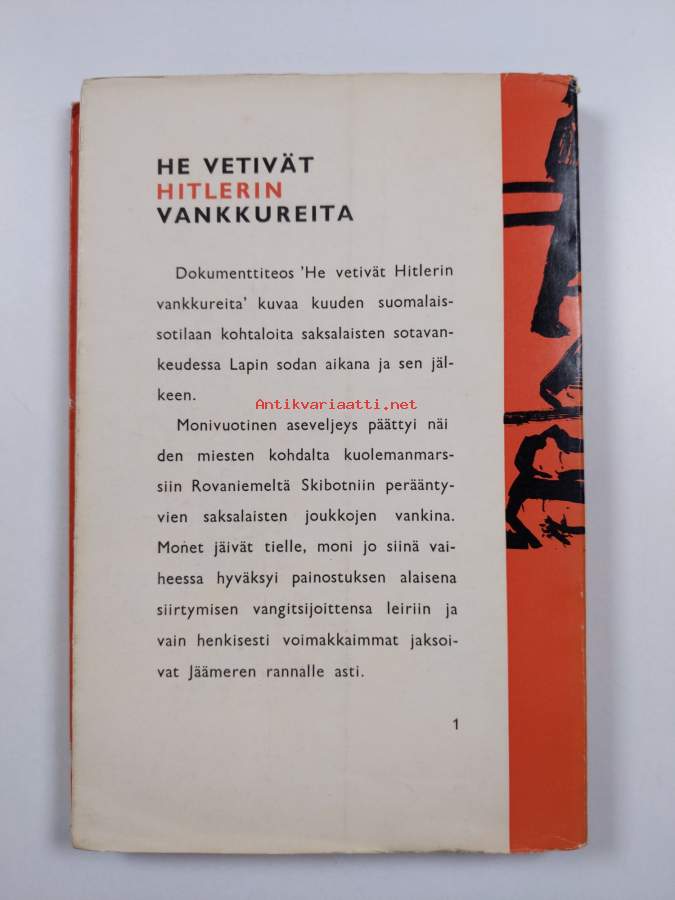 HE VETIVÄT
HITLERIN
VANKKUREITA
Dokumenttiteos 'He vetivät Hitlerin
vankkureita' kuvaa kuuden suomalais-
sotilaan kohtaloita saksalaisten sotavan-
keudessa Lapin sodan aikana ja sen jäl-
keen.
Antikvariaatti.net
Monivuotinen aseveljeys päättyi näi
den miesten kohdalta kuolemanmars-
siin Rovaniemeltä Skibotniin perääänty-
vien saksalaisten joukkojen vankina.
Monet jäivät tielle, moni jo siinä vai-
heessa hyväksyi painostuksen alaisena
siirtymisen vangitsijoittensa leiriin ja
vain henkisesti voimakkaimmat jaksoi-
vat Jäämeren rannalle asti.
1